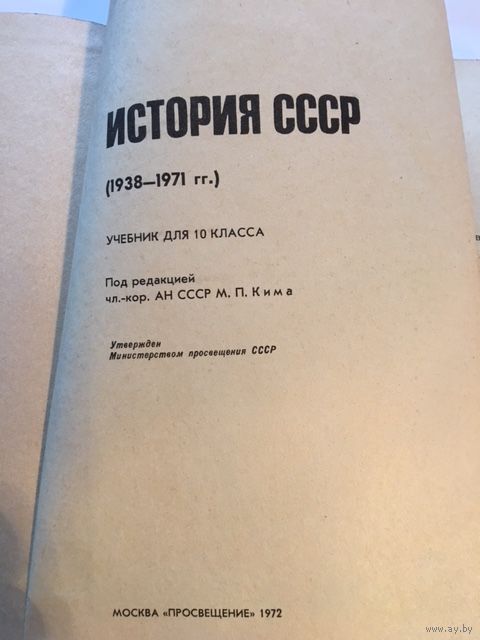 ИСТОРИЯ СССР
(1938—1971 гг.)
УЧЕБНИК ДЛЯ 10 КЛАССА
Под редакцией
чл.-кор. АН СССР М. П. Кима
Утвержден
Министерством просвещения СССР
МОСКВА «ПРОСВЕЩЕНИЕ» 1972
www.ay.by